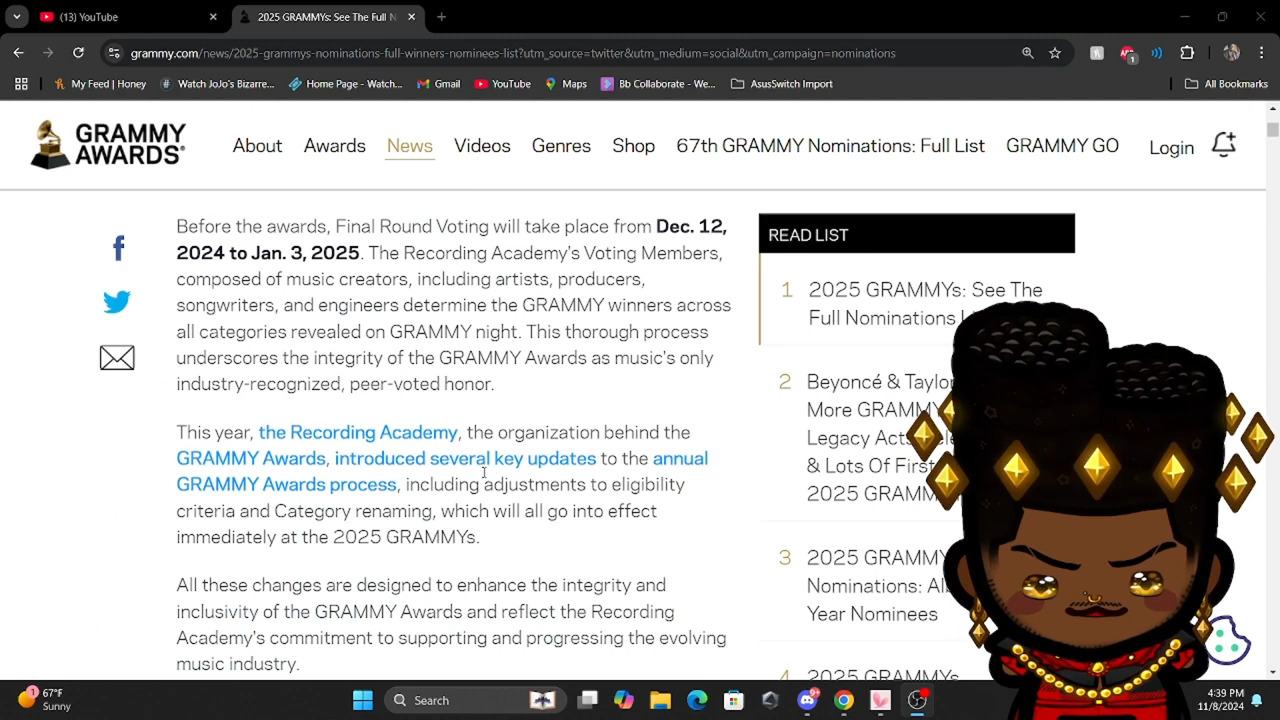 (13) YouTube
2025 GRAMMYs: See The Full N
grammy.com/news/2025-grammys-nominations-full-winners-nominees-list?utm_source=twitter&utm_medium=social&utm_campaign=nominations
1
My Feed | Honey
Watch JoJo's Bizarre...
Home Page - Watch...
Gmail
YouTube
Maps
Bb Collaborate - We...
AsusSwitch Import
All Bookmarks
GRAMMY
AWARDS
About
Awards
News
Videos
Genres
Shop
67th GRAMMY Nominations: Full List
GRAMMY GO
Login
Before the awards, Final Round Voting will take place from Dec. 12,
2024 to Jan. 3, 2025. The Recording Academy's Voting Members,
composed of music creators, including artists, producers,
songwriters, and engineers determine the GRAMMY winners across
all categories revealed on GRAMMY night. This thorough process
underscores the integrity of the GRAMMY Awards as music's only
industry-recognized, peer-voted honor.
This year, the Recording Academy, the organization behind the
GRAMMY Awards, introduced several key updates to the annual
GRAMMY Awards process, including adjustments to eligibility
criteria and Category renaming, which will all go into effect
immediately at the 2025 GRAMMYs.
All these changes are designed to enhance the integrity and
inclusivity of the GRAMMY Awards and reflect the Recording
Academy's commitment to supporting and progressing the evolving
music industry.
READ LIST
1 2025 GRAMMYs: See The
Full Nominations
2 Beyoncé & Taylo
More GRAMMY
Legacy Acts
& Lots Of First
2025 GRAMM
3 2025 GRAMMY
Nominations: Al
Year Nominees
4 2025 GRAMMYs
1
67°F
Sunny
Search
4:39 PM
11/8/2024